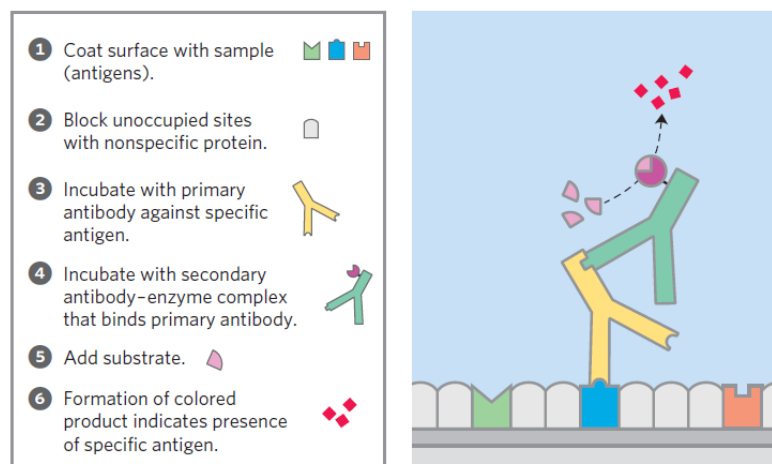 1 Coat surface with sample
(antigens).
2 Block unoccupied sites
with nonspecific protein.
3 Incubate with primary
antibody against specific
antigen.
4 Incubate with secondary
antibody–enzyme complex
that binds primary antibody.
5 Add substrate.
6 Formation of colored
product indicates presence
of specific antigen.